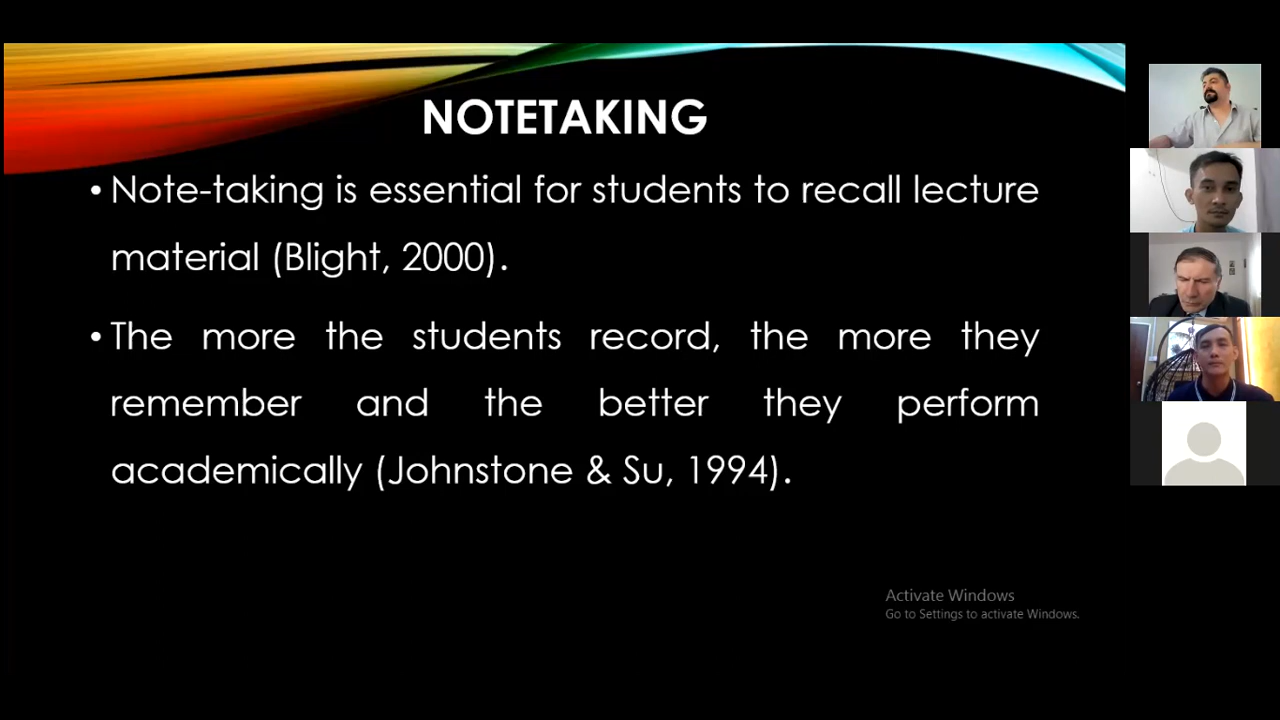 NOTETAKING
• Note-taking is essential for students to recall lecture
material (Blight, 2000).
• The more the students record, the more they
remember and the better they perform
academically (Johnstone & Su, 1994).
Activate Windows
Go to Settings to activate Windows.